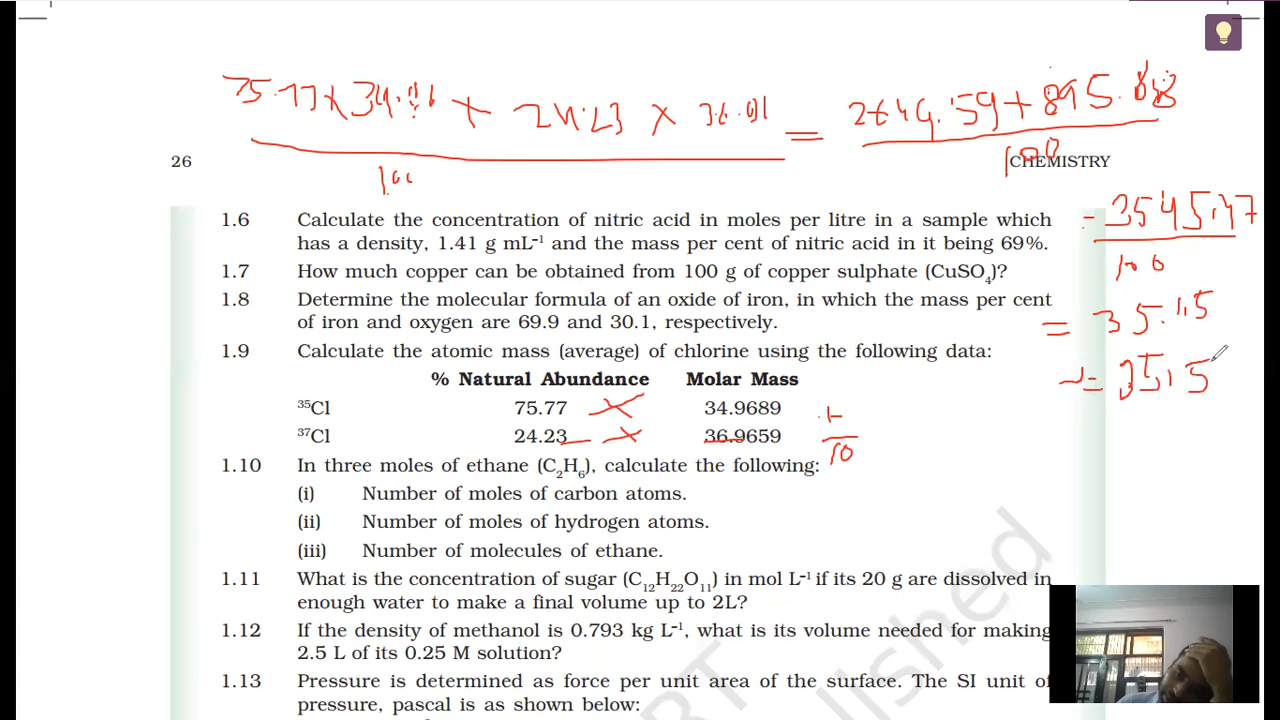 75.77 × 34.96 + 24.23 × 36.91 = 2649.59 + 895.88
100
100
26
CHEMISTRY
1.6 Calculate the concentration of nitric acid in moles per litre in a sample which
has a density, 1.41 g mL⁻¹ and the mass per cent of nitric acid in it being 69%.
= 3545.47
100
1.7 How much copper can be obtained from 100 g of copper sulphate (CuSO₄)?
1.8 Determine the molecular formula of an oxide of iron, in which the mass per cent
of iron and oxygen are 69.9 and 30.1, respectively.
= 35.45
1.9 Calculate the atomic mass (average) of chlorine using the following data:
~= 35.5
% Natural Abundance Molar Mass
³⁵Cl 75.77 × 34.9689 +
³⁷Cl 24.23 × 36.9659
10
1.10 In three moles of ethane (C₂H₆), calculate the following:
(i) Number of moles of carbon atoms.
(ii) Number of moles of hydrogen atoms.
(iii) Number of molecules of ethane.
1.11 What is the concentration of sugar (C₁₂H₂₂O₁₁) in mol L⁻¹ if its 20 g are dissolved in
enough water to make a final volume up to 2L?
1.12 If the density of methanol is 0.793 kg L⁻¹, what is its volume needed for making
2.5 L of its 0.25 M solution?
1.13 Pressure is determined as force per unit area of the surface. The SI unit of
pressure, pascal is as shown below: